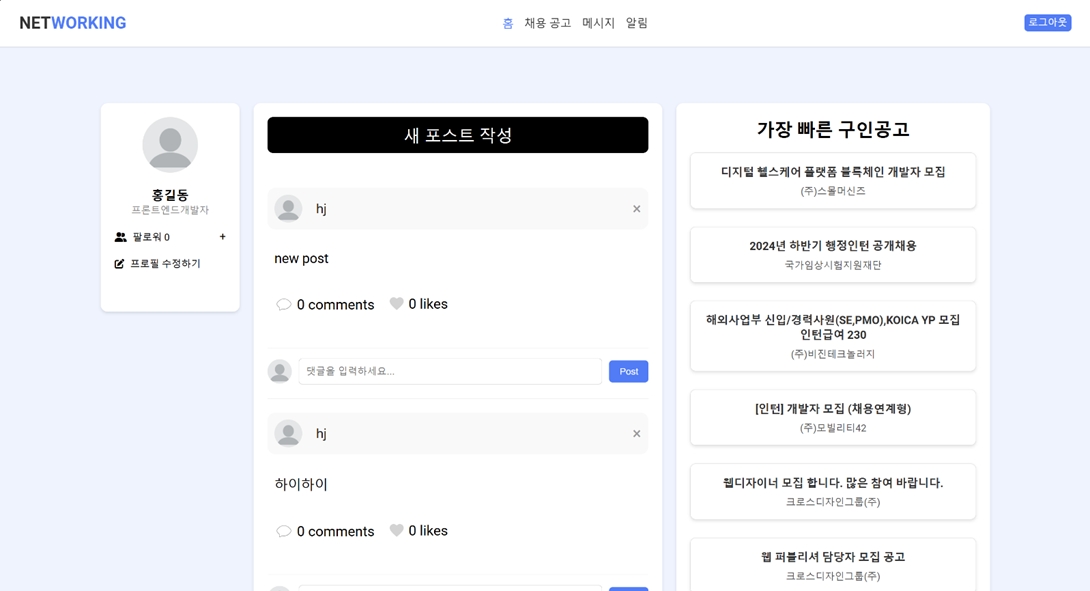 NETWORKING
홈 채용 공고 메시지 알림
로그아웃
홍길동
프론트엔드개발자
팔로워 0 +
프로필 수정하기
새 포스트 작성
hj ×
new post
0 comments 0 likes
댓글을 입력하세요... Post
hj ×
하이하이
0 comments 0 likes
가장 빠른 구인공고
디지털 헬스케어 플랫폼 블록체인 개발자 모집
(주)스몰머신즈
2024년 하반기 행정인턴 공개채용
국가임상시험지원재단
해외사업부 신입/경력사원(SE,PMO),KOICA YP 모집
인턴급여 230
(주)비진테크놀러지
[인턴] 개발자 모집 (채용연계형)
(주)모빌리티42
웹디자이너 모집 합니다. 많은 참여 바랍니다.
크로스디자인그룹(주)
웹 퍼블리셔 담당자 모집 공고
크로스디자인그룹(주)